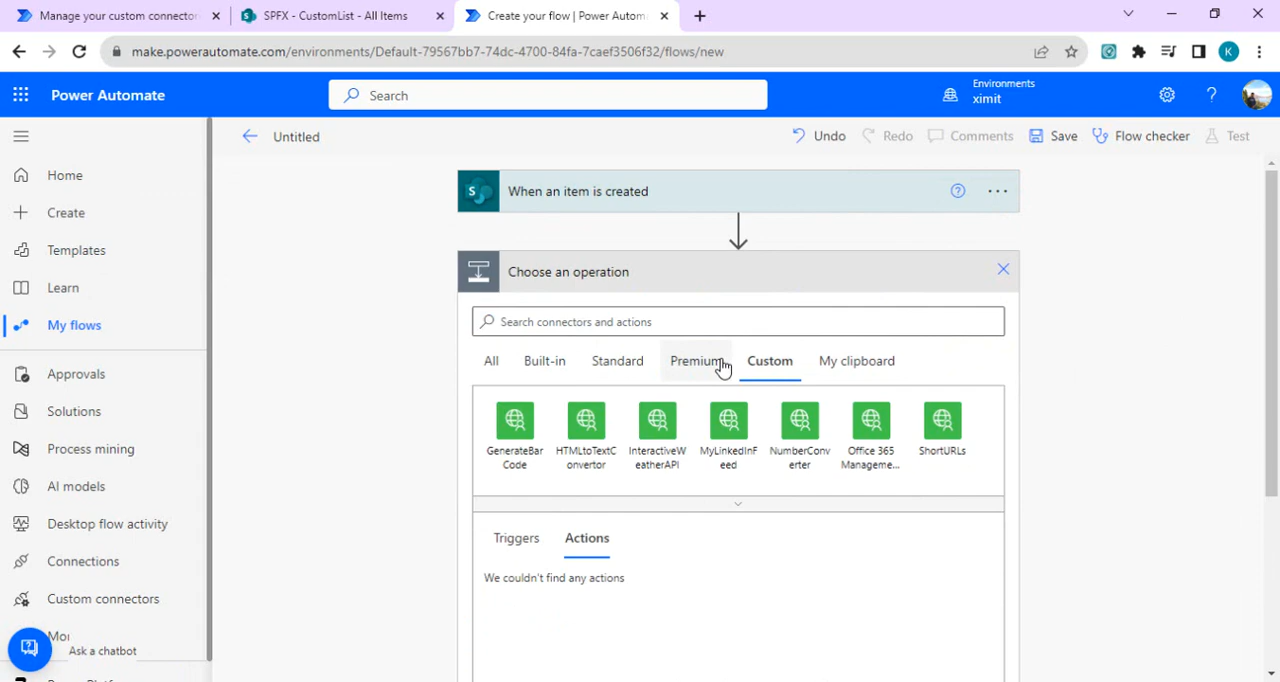 Manage your custom connector
SPFX - CustomList - All Items
Create your flow | Power Autom
make.powerautomate.com/environments/Default-79567bb7-74dc-4700-84fa-7caef3506f32/flows/new
K
Power Automate
Search
Environments
ximit
Untitled
Undo
Redo
Comments
Save
Flow checker
Test
Home
Create
Templates
Learn
My flows
Approvals
Solutions
Process mining
AI models
Desktop flow activity
Connections
Custom connectors
Mor
Ask a chatbot
When an item is created
Choose an operation
Search connectors and actions
All
Built-in
Standard
Premium
Custom
My clipboard
GenerateBar
Code
HTMLtoTextC
onvertor
InteractiveW
eatherAPI
MyLinkedInF
eed
NumberConv
erter
Office 365
Manageme...
ShortURLs
Triggers
Actions
We couldn't find any actions